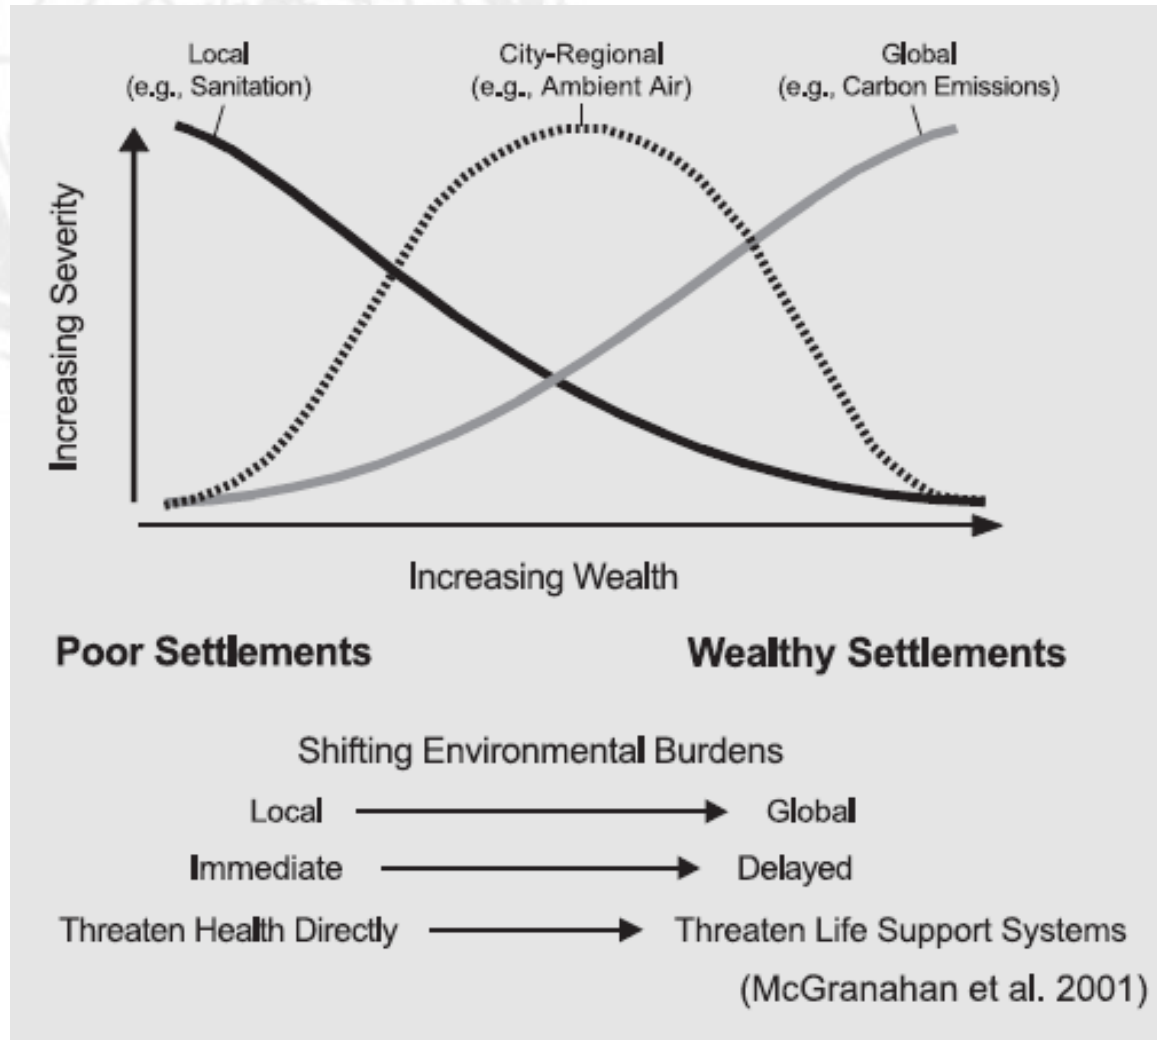 Local
(e.g., Sanitation)
City-Regional
(e.g., Ambient Air)
Global
(e.g., Carbon Emissions)
Increasing Severity
Increasing Wealth
Poor Settlements
Wealthy Settlements
Shifting Environmental Burdens
Local Global
Immediate Delayed
Threaten Health Directly Threaten Life Support Systems
(McGranahan et al. 2001)